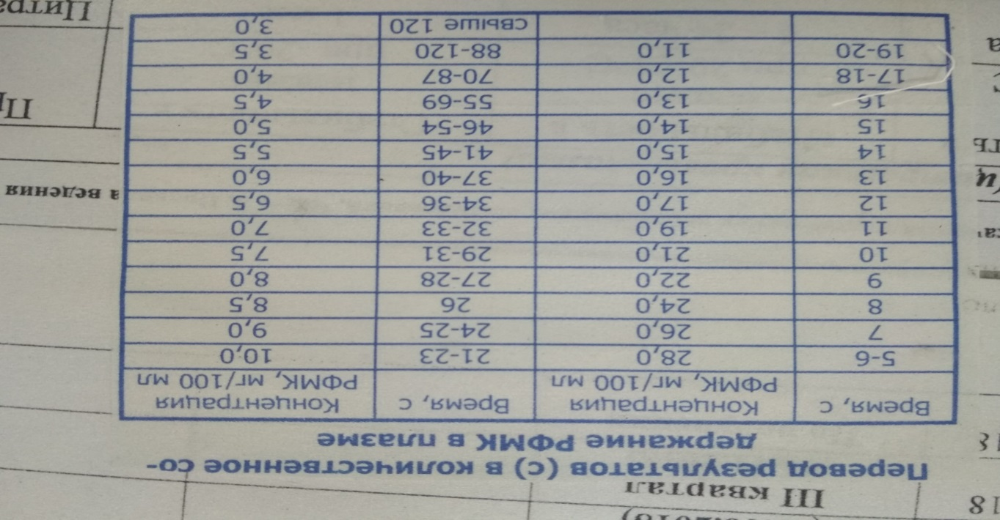 III квартал
18
Перевод результатов (с) в количественное со-
держание РФМК в плазме
Время, с Концентрация РФМК, мг/100 мл Время, с Концентрация РФМК, мг/100 мл
5-6 28,0 21-23 10,0
7 26,0 24-25 9,0
8 24,0 26 8,5
9 22,0 27-28 8,0
10 21,0 29-31 7,5
11 19,0 32-33 7,0
12 17,0 34-36 6,5
13 16,0 37-40 6,0
14 15,0 41-45 5,5
15 14,0 46-54 5,0
16 13,0 55-69 4,5
17-18 12,0 70-87 4,0
19-20 11,0 88-120 3,5
свыше 120 3,0
а ведения